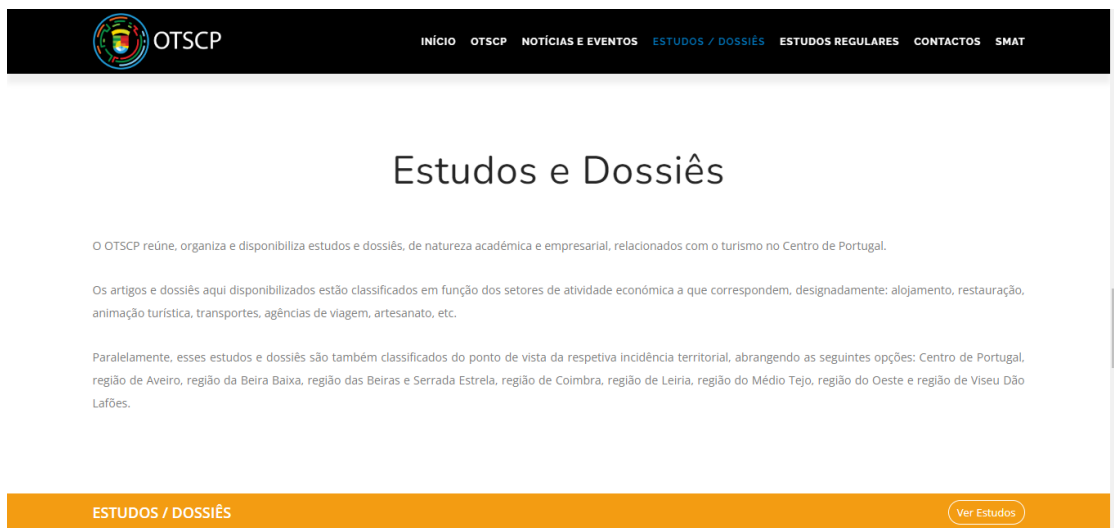 OTSCP
INÍCIO OTSCP NOTÍCIAS E EVENTOS ESTUDOS / DOSSIÊS ESTUDOS REGULARES CONTACTOS SMAT
Estudos e Dossiês
O OTSCP reúne, organiza e disponibiliza estudos e dossiês, de natureza académica e empresarial, relacionados com o turismo no Centro de Portugal.
Os artigos e dossiês aqui disponibilizados estão classificados em função dos setores de atividade económica a que correspondem, designadamente: alojamento, restauração,
animação turística, transportes, agências de viagem, artesanato, etc.
Paralelamente, esses estudos e dossiês são também classificados do ponto de vista da respetiva incidência territorial, abrangendo as seguintes opções: Centro de Portugal,
região de Aveiro, região da Beira Baixa, região das Beiras e Serrada Estrela, região de Coimbra, região de Leiria, região do Médio Tejo, região do Oeste e região de Viseu Dão
Lafões.
ESTUDOS / DOSSIÊS
Ver Estudos